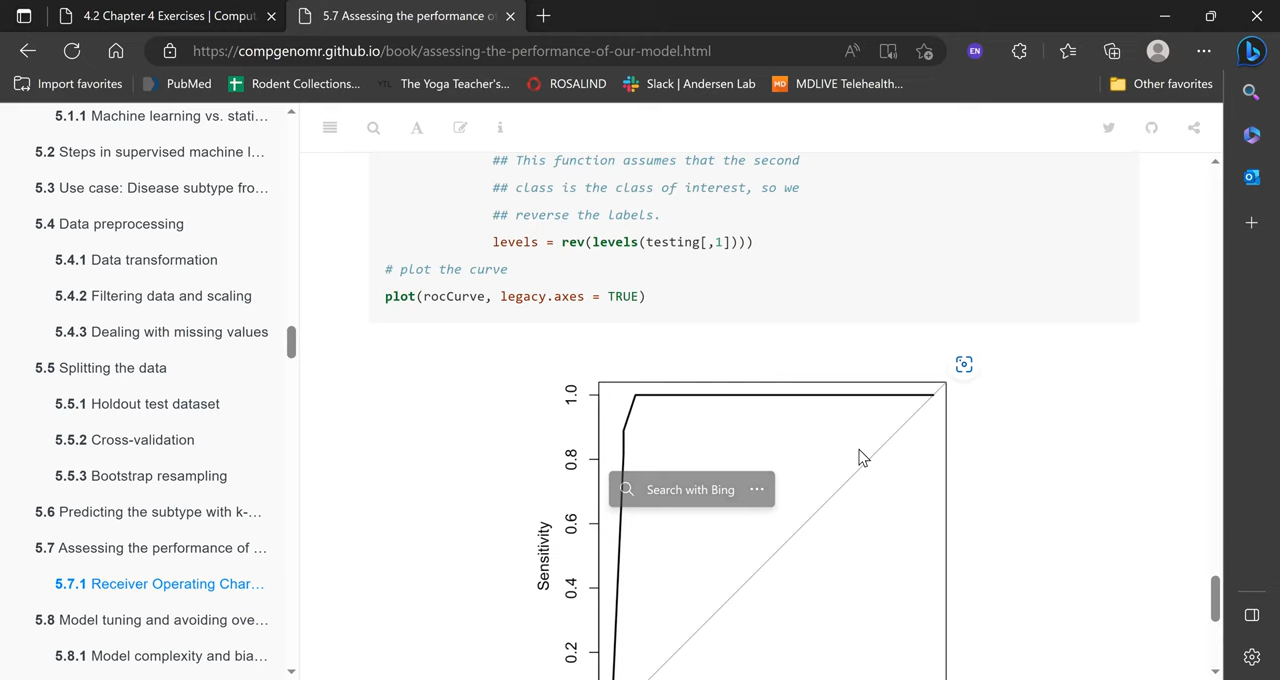 4.2 Chapter 4 Exercises | Comput
5.7 Assessing the performance o
https://compgenomr.github.io/book/assessing-the-performance-of-our-model.html
EN
Import favorites
PubMed
Rodent Collections...
YTL The Yoga Teacher's...
ROSALIND
Slack | Andersen Lab
MD MDLIVE Telehealth...
Other favorites
5.1.1 Machine learning vs. stati...
5.2 Steps in supervised machine l...
5.3 Use case: Disease subtype fro...
5.4 Data preprocessing
5.4.1 Data transformation
5.4.2 Filtering data and scaling
5.4.3 Dealing with missing values
5.5 Splitting the data
5.5.1 Holdout test dataset
5.5.2 Cross-validation
5.5.3 Bootstrap resampling
5.6 Predicting the subtype with k-...
5.7 Assessing the performance of ...
5.7.1 Receiver Operating Char...
5.8 Model tuning and avoiding ove...
5.8.1 Model complexity and bia...
## This function assumes that the second
## class is the class of interest, so we
## reverse the labels.
levels = rev(levels(testing[,1])))
# plot the curve
plot(rocCurve, legacy.axes = TRUE)
1.0
0.8
0.6
0.4
0.2
Sensitivity
Search with Bing